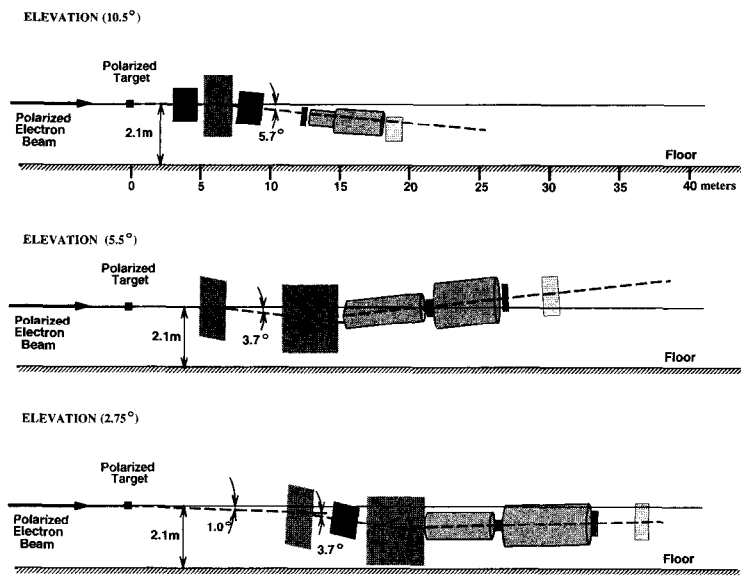 ELEVATION (10.5°)
Polarized
Target
Polarized
Electron
Beam
2.1m
5.7°
Floor
0 5 10 15 20 25 30 35 40 meters
ELEVATION (5.5°)
Polarized
Target
Polarized
Electron
Beam
2.1m
3.7°
Floor
ELEVATION (2.75°)
Polarized
Target
Polarized
Electron
Beam
2.1m
1.0°
3.7°
Floor